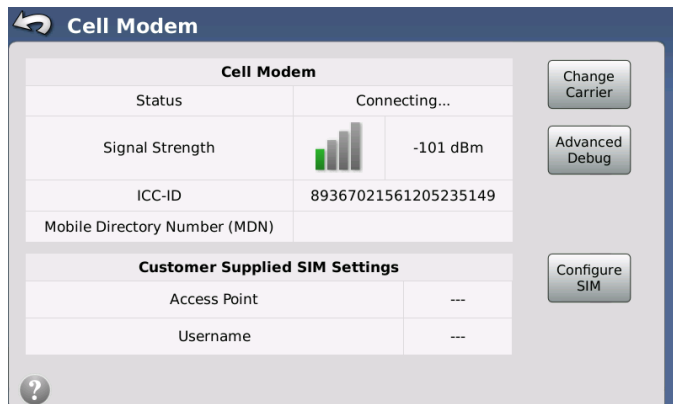 Cell Modem
Cell Modem
Status Connecting...
Signal Strength -101 dBm
ICC-ID 89367021561205235149
Mobile Directory Number (MDN)
Customer Supplied SIM Settings
Access Point ---
Username ---
Change
Carrier
Advanced
Debug
Configure
SIM
?